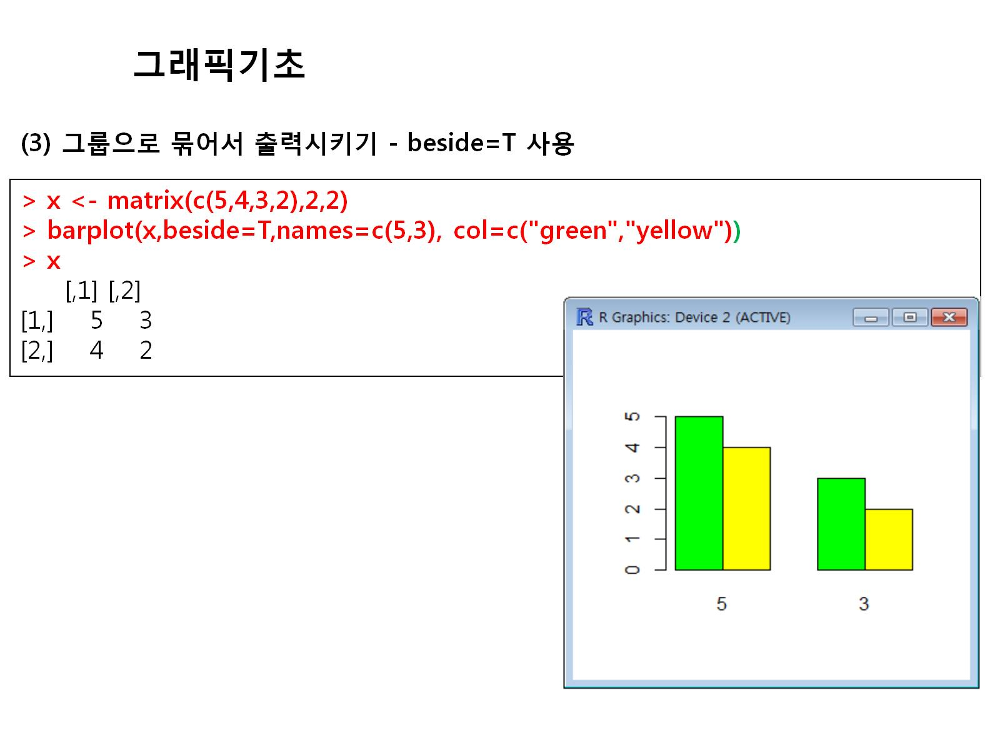 그래픽기초
(3) 그룹으로 묶어서 출력시키기 - beside=T 사용
> x <- matrix(c(5,4,3,2),2,2)
> barplot(x,beside=T,names=c(5,3), col=c("green","yellow"))
> x
[,1] [,2]
[1,] 5 3
[2,] 4 2
R Graphics: Device 2 (ACTIVE)
5
4
3
2
1
0
5 3